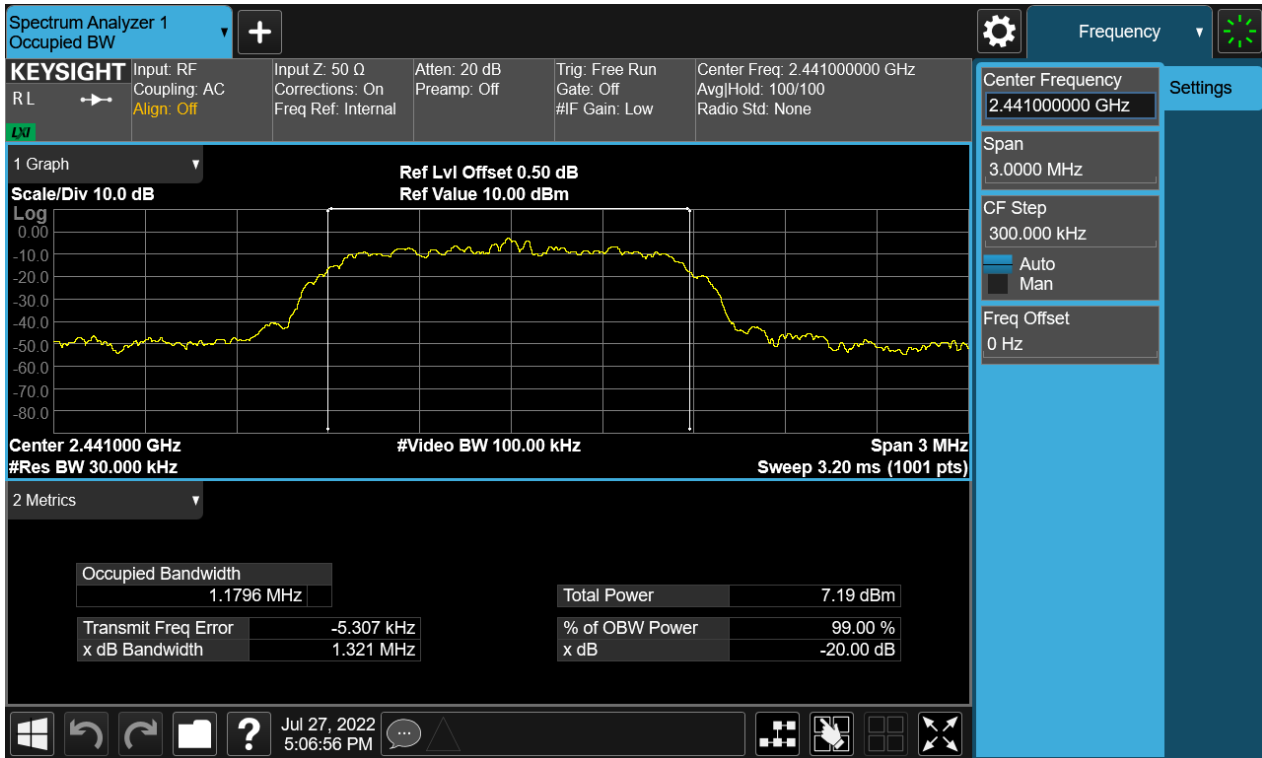 Spectrum Analyzer 1
Occupied BW
Frequency
KEYSIGHT
R L
LXI
Input: RF
Coupling: AC
Align: Off
Input Z: 50 Ω
Corrections: On
Freq Ref: Internal
Atten: 20 dB
Preamp: Off
Trig: Free Run
Gate: Off
#IF Gain: Low
Center Freq: 2.441000000 GHz
Avg|Hold: 100/100
Radio Std: None
Center Frequency
2.441000000 GHz
Settings
Span
3.0000 MHz
CF Step
300.000 kHz
Auto
Man
Freq Offset
0 Hz
1 Graph
Scale/Div 10.0 dB
Ref Lvl Offset 0.50 dB
Ref Value 10.00 dBm
Log
0.00
-10.0
-20.0
-30.0
-40.0
-50.0
-60.0
-70.0
-80.0
Center 2.441000 GHz
#Video BW 100.00 kHz
Span 3 MHz
#Res BW 30.000 kHz
Sweep 3.20 ms (1001 pts)
2 Metrics
Occupied Bandwidth
1.1796 MHz
Total Power 7.19 dBm
Transmit Freq Error -5.307 kHz
% of OBW Power 99.00 %
x dB Bandwidth 1.321 MHz
x dB -20.00 dB
?
Jul 27, 2022
5:06:56 PM